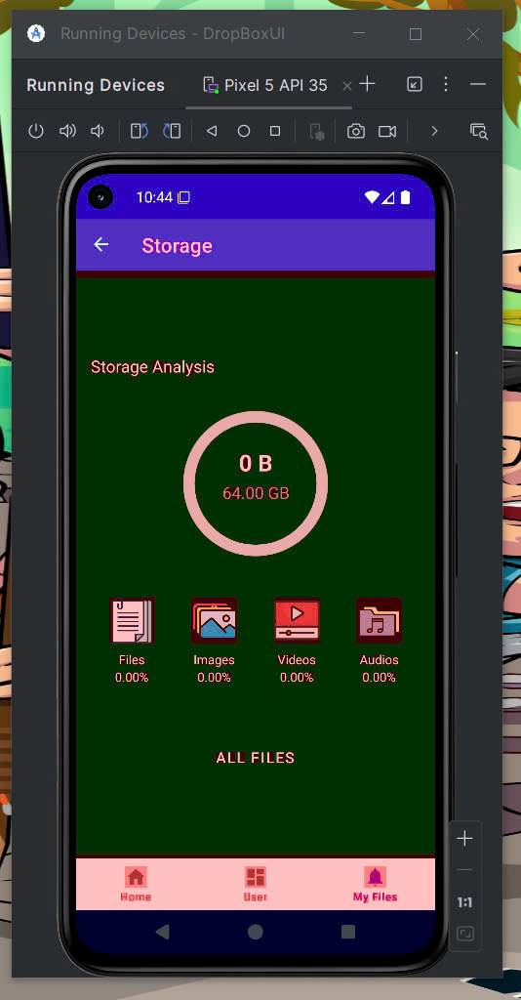 Running Devices - DropBoxUI
Running Devices
Pixel 5 API 35
10:44
Storage
Storage Analysis
0 B
64.00 GB
Files
Images
Videos
Audios
0.00%
0.00%
0.00%
0.00%
ALL FILES
Home
User
My Files
1:1